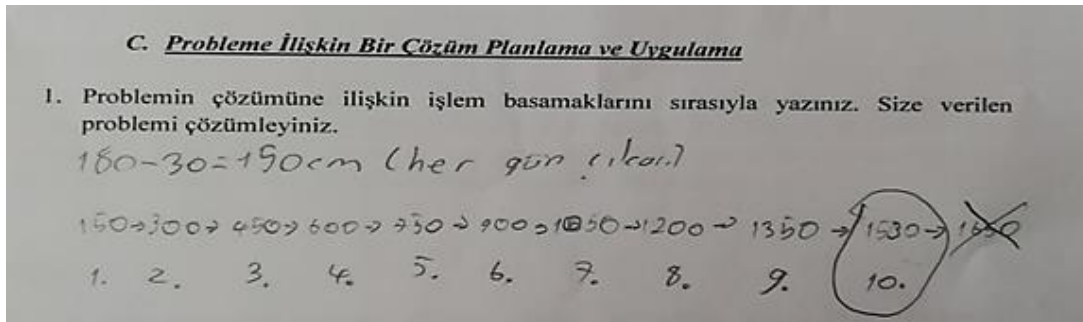 C. Probleme İlişkin Bir Çözüm Planlama ve Uygulama
1. Problemin çözümüne ilişkin işlem basamaklarını sırasıyla yazınız. Size verilen
problemi çözümleyiniz.
180-30=150cm (her gün çıkar.)
150→300→450→600→750→900→1050→1200→1350→1530→
1. 2. 3. 4. 5. 6. 7. 8. 9. 10.